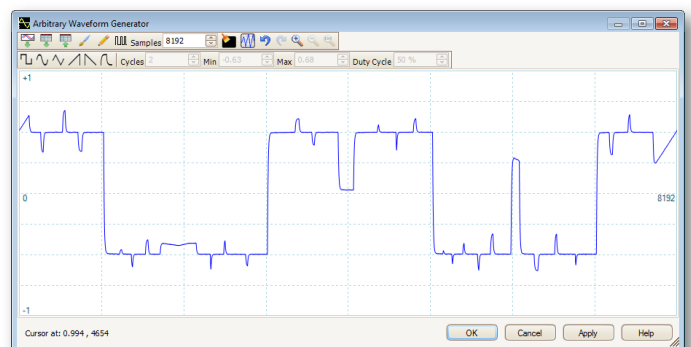 Arbitrary Waveform Generator
Samples 8192
Cycles 2 Min -0.63 Max 0.68 Duty Cycle 50 %
+1
0
8192
-1
Cursor at: 0.994 , 4654
OK Cancel Apply Help